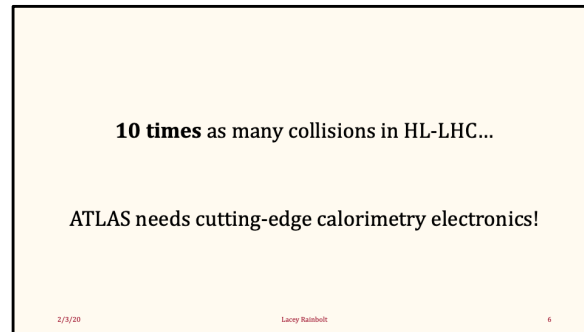 10 times as many collisions in HL-LHC...
ATLAS needs cutting-edge calorimetry electronics!
2/3/20
Lacey Rainbolt
6